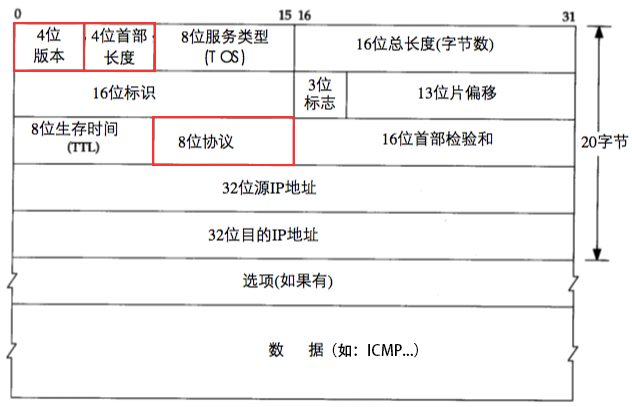 0 15 16 31
4位 4位首部 8位服务类型 16位总长度(字节数)
版本 长度 (TOS)
16位标识 3位 13位片偏移
标志
8位生存时间 8位协议 16位首部检验和
(TTL)
20字节
32位源IP地址
32位目的IP地址
选项(如果有)
数 据 (如：ICMP...)